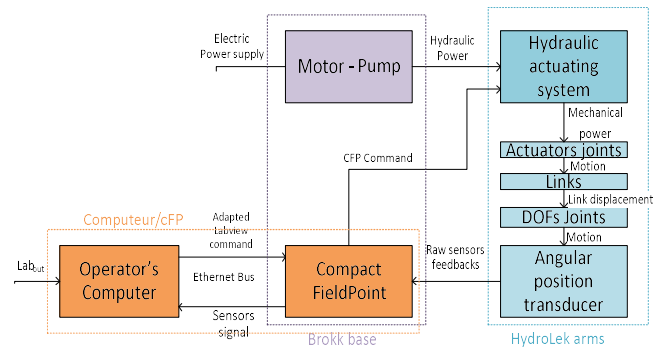 Electric
Power supply
Motor - Pump
Hydraulic
Power
Hydraulic
actuating
system
Mechanical
power
CFP Command
Actuators joints
Motion
Links
Link displacement
DOFs Joints
Motion
Computeur/cFP
Adapted
Labview
command
Lab out
Operator's
Computer
Ethernet Bus
Sensors
signal
Compact
FieldPoint
Raw sensors
feedbacks
Angular
position
transducer
Brokk base
HydroLek arms